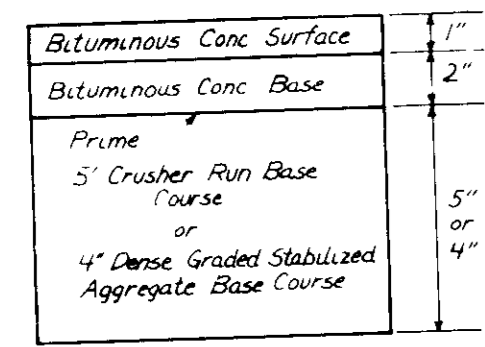 Bituminous Conc Surface
1"
Bituminous Conc Base
2"
Prime
5' Crusher Run Base
Course
or
4" Dense Graded Stabilized
Aggregate Base Course
5"
or
4"